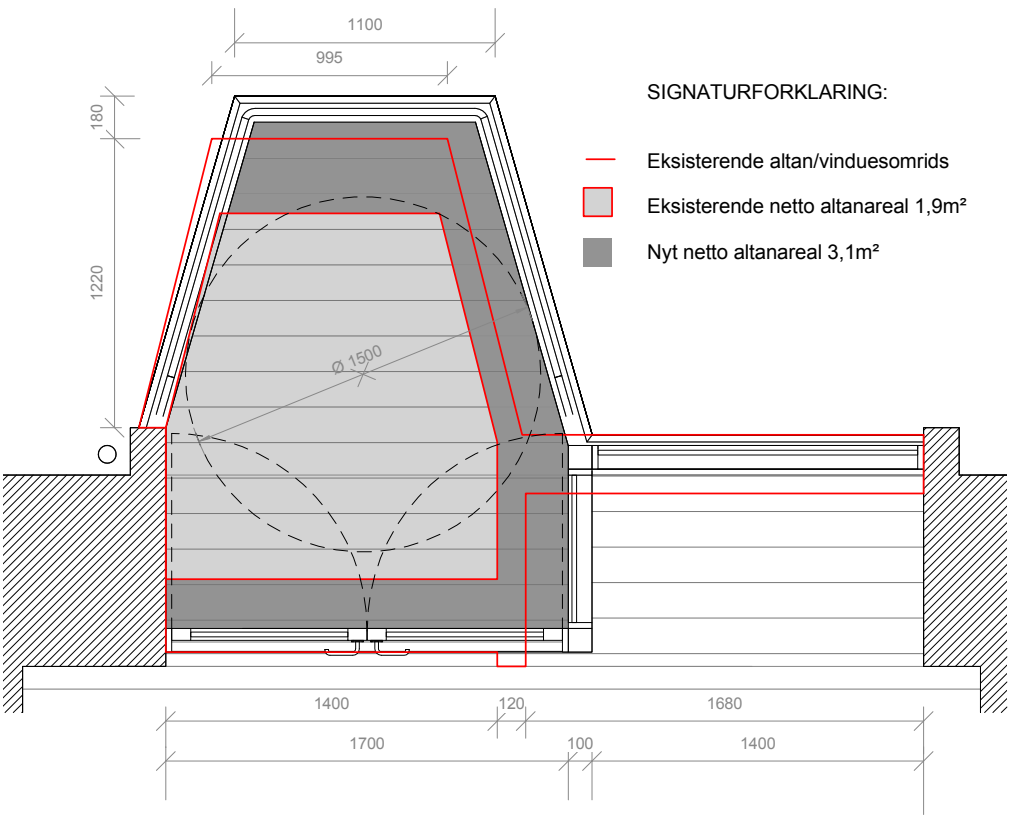 1100
995
180
1220
SIGNATURFORKLARING:
Eksisterende altan/vinduesomrids
Eksisterende netto altanareal 1,9m²
Nyt netto altanareal 3,1m²
Ø 1500
1400
120
1680
1700
100
1400